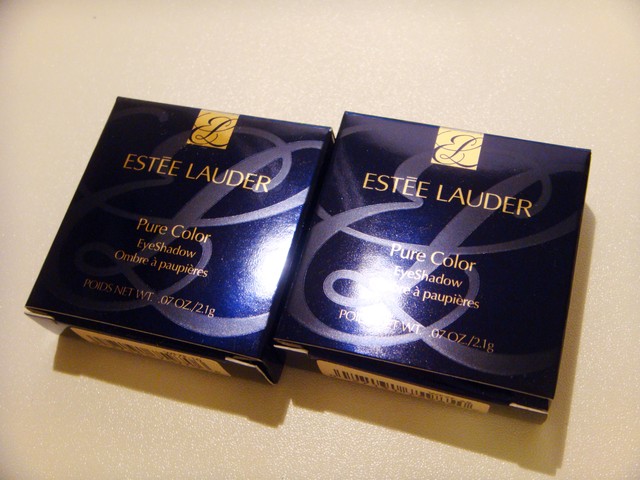 ESTĒE LAUDER
Pure Color
EyeShadow
Ombre à paupières
POIDS NET WT. .07 OZ./2.1g
ESTĒE LAUDER
Pure Color
EyeShadow
Ombre à paupières
POIDS NET WT. .07 OZ./2.1g